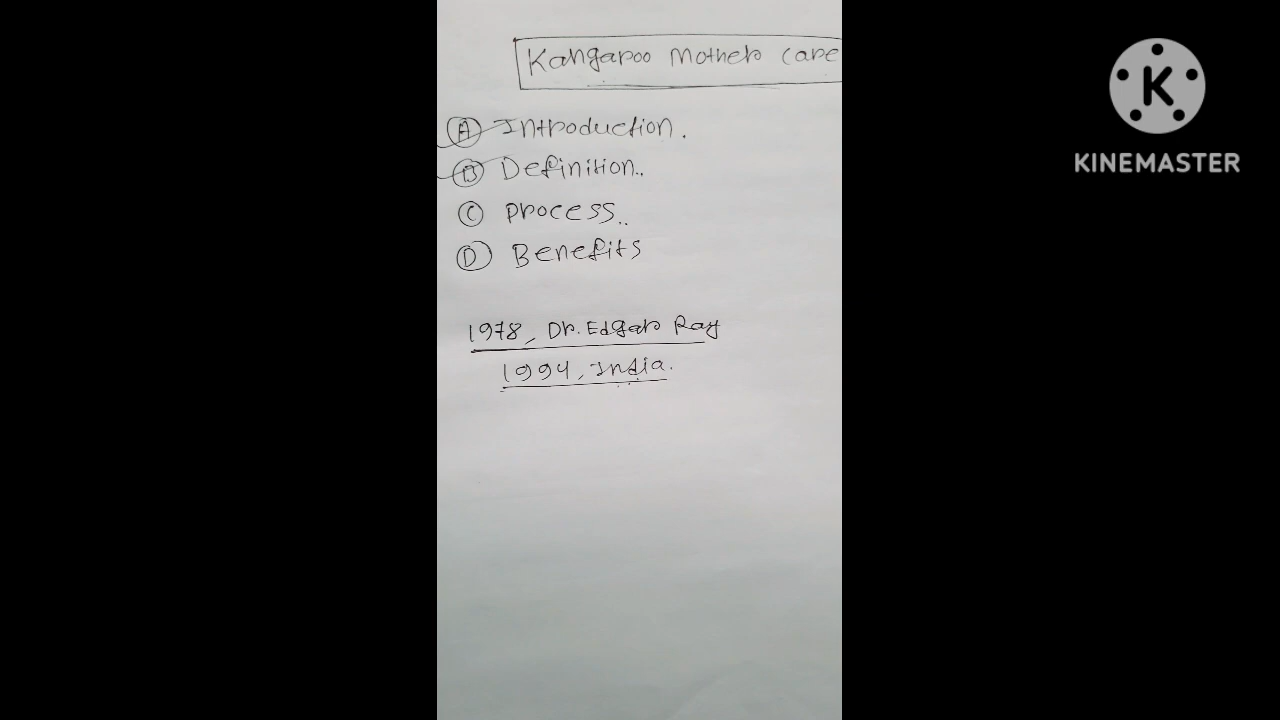 Kangaroo Mother Care
A Introduction.
B Definition..
C Process..
D Benefits
1978, Dr. Edgar Ray
1994, India.
KINEMASTER